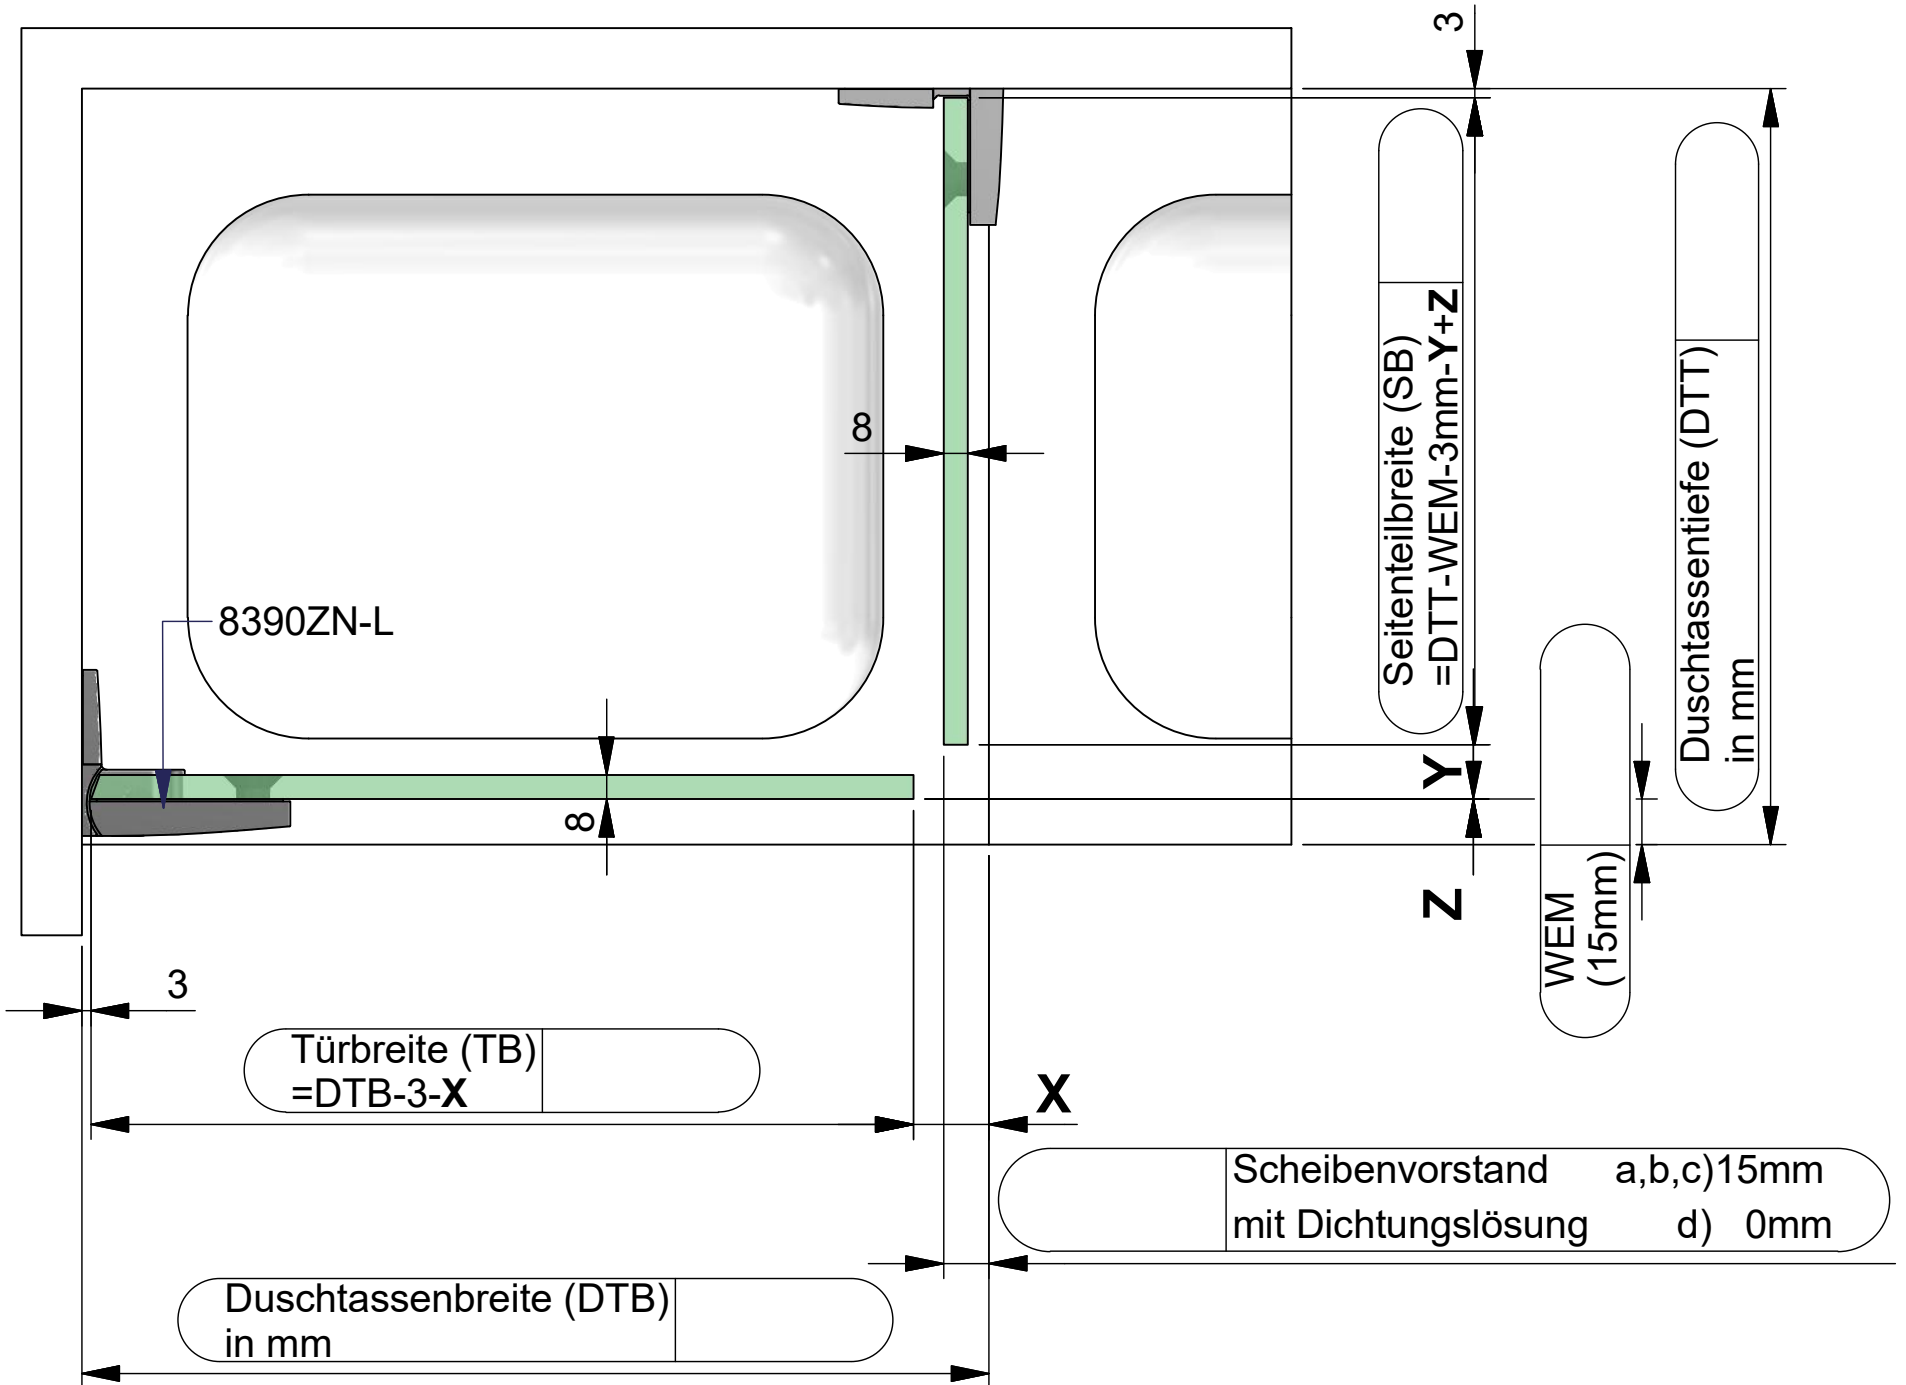 3
Seitenteilbreite (SB)
=DTT-WEM-3mm-Y+Z
Duschtassentiefe (DTT)
in mm
8
8390ZN-L
8
Y
Z
WEM
(15mm)
3
Türbreite (TB)
=DTB-3-X
X
Scheibenvorstand a,b,c)15mm
mit Dichtungslösung d) 0mm
Duschtassenbreite (DTB)
in mm